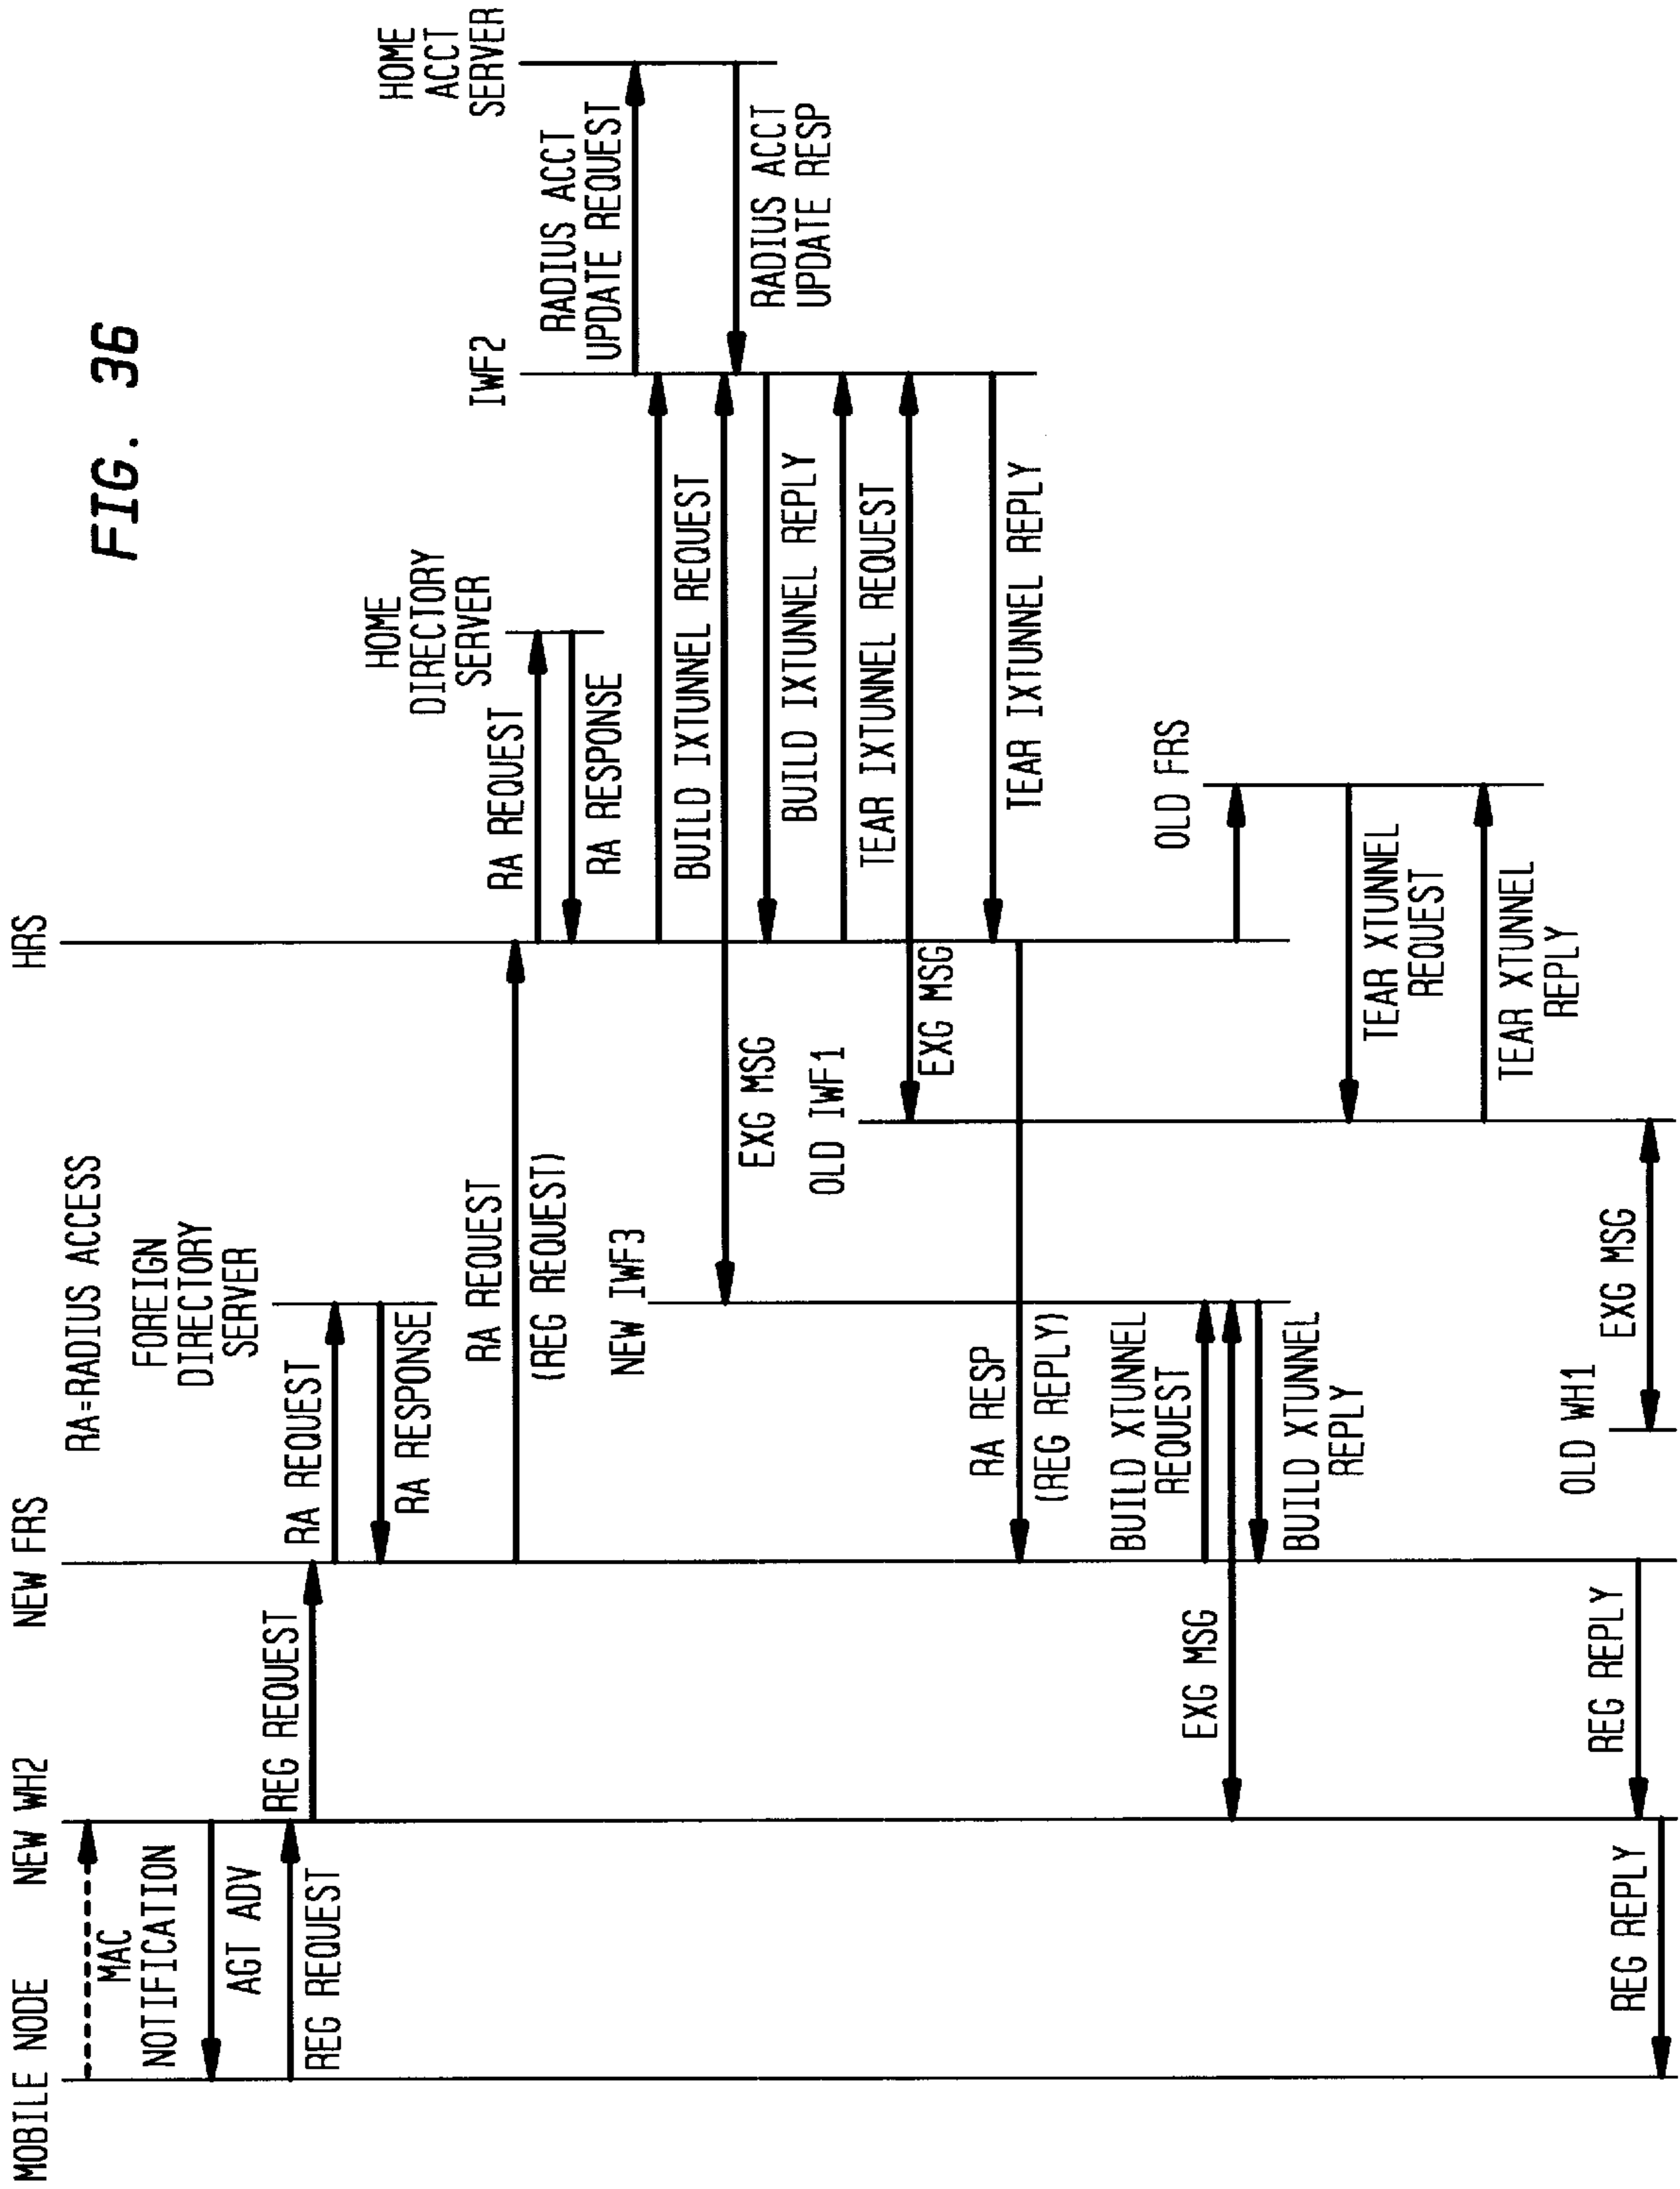 FIG. 36
MOBILE NODE
NEW WH2
NEW FRS
HRS
RA=RADIUS ACCESS
MAC
NOTIFICATION
AGT ADV
REG REQUEST
REG REQUEST
FOREIGN
DIRECTORY
SERVER
RA REQUEST
RA RESPONSE
RA REQUEST
(REG REQUEST)
HOME
DIRECTORY
SERVER
RA REQUEST
RA RESPONSE
IWF2
HOME
ACCT
SERVER
RADIUS ACCT
UPDATE REQUEST
RADIUS ACCT
UPDATE RESP
BUILD IXTUNNEL REQUEST
NEW IWF3
EXG MSG
BUILD IXTUNNEL REPLY
TEAR IXTUNNEL REQUEST
OLD IWF1
EXG MSG
TEAR IXTUNNEL REPLY
RA RESP
(REG REPLY)
BUILD XTUNNEL
REQUEST
EXG MSG
BUILD XTUNNEL
REPLY
OLD FRS
TEAR XTUNNEL
REQUEST
TEAR XTUNNEL
REPLY
OLD WH1
EXG MSG
REG REPLY
REG REPLY